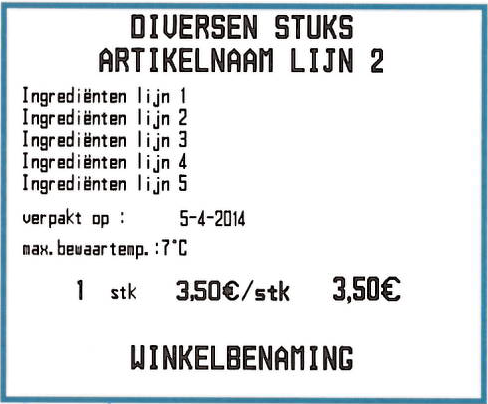 DIVERSEN STUKS
ARTIKELNAAM LIJN 2
Ingrediënten lijn 1
Ingrediënten lijn 2
Ingrediënten lijn 3
Ingrediënten lijn 4
Ingrediënten lijn 5
verpakt op : 5-4-2014
max.bewaartemp.:7°C
1 stk 3,50€/stk 3,50€
WINKELBENAMING